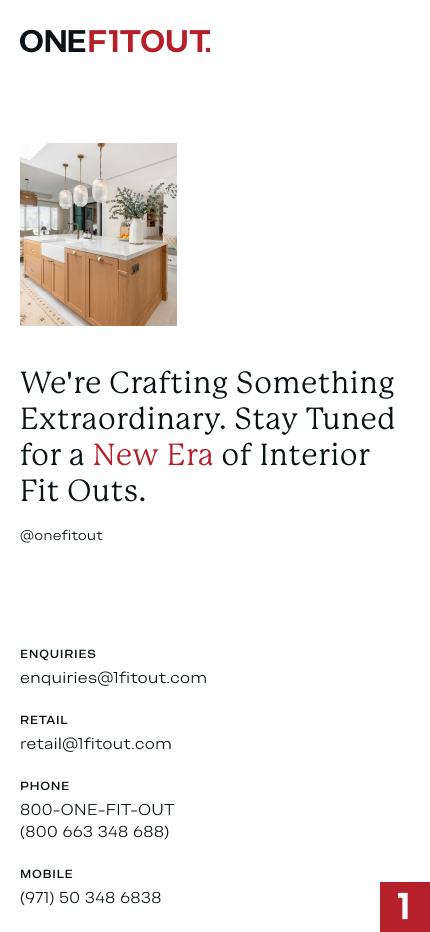 ONEF1TOUT.
We're Crafting Something
Extraordinary. Stay Tuned
for a New Era of Interior
Fit Outs.
@onefitout
ENQUIRIES
enquiries@1fitout.com
RETAIL
retail@1fitout.com
PHONE
800-ONE-FIT-OUT
(800 663 348 688)
MOBILE
(971) 50 348 6838
1